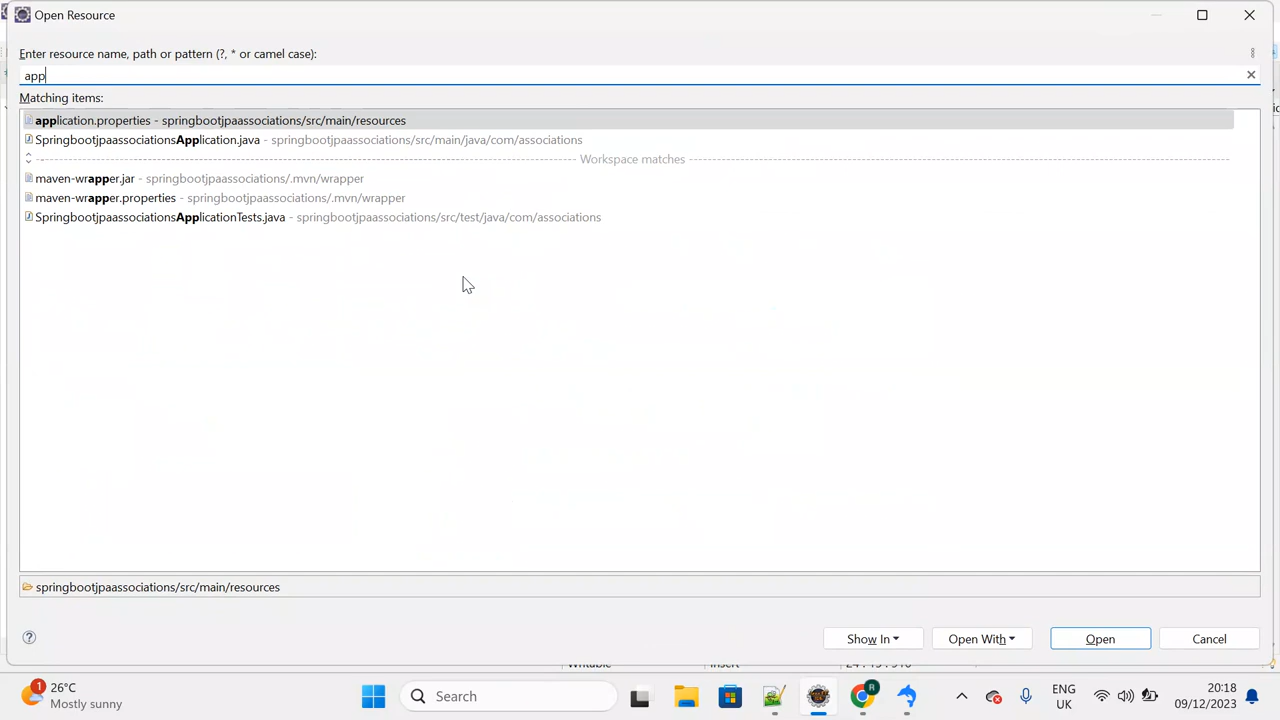 Open Resource
Enter resource name, path or pattern (?, * or camel case):
app
Matching items:
application.properties - springbootjpaassociations/src/main/resources
SpringbootjpaassociationsApplication.java - springbootjpaassociations/src/main/java/com/associations
Workspace matches
maven-wrapper.jar - springbootjpaassociations/.mvn/wrapper
maven-wrapper.properties - springbootjpaassociations/.mvn/wrapper
SpringbootjpaassociationsApplicationTests.java - springbootjpaassociations/src/test/java/com/associations
springbootjpaassociations/src/main/resources
Show In
Open With
Open
Cancel
Writable
1
26°C
Mostly sunny
Search
R
ENG
UK
20:18
09/12/2023